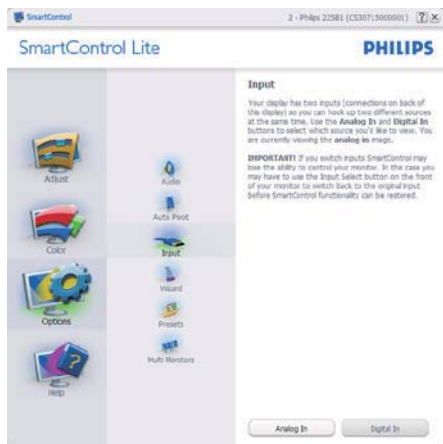 SmartControl
2 - Philips 225B1 (CS30715000001)
SmartControl Lite
PHILIPS
Adjust
Color
Options
Help
Audio
Auto Pivot
Input
Wizard
Presets
Multi Monitors
Input
Your display has two inputs (connections on back of
the display) so you can hook up two different sources
at the same time. Use the Analog In and Digital In
buttons to select which source you'd like to view. You
are currently viewing the analog in image.
IMPORTANT! If you switch inputs SmartControl may
lose the ability to control your monitor. In this case you
may have to use the Input Select button on the front
of your monitor to switch back to the original input
before SmartControl functionality can be restored.
Analog In
Digital In